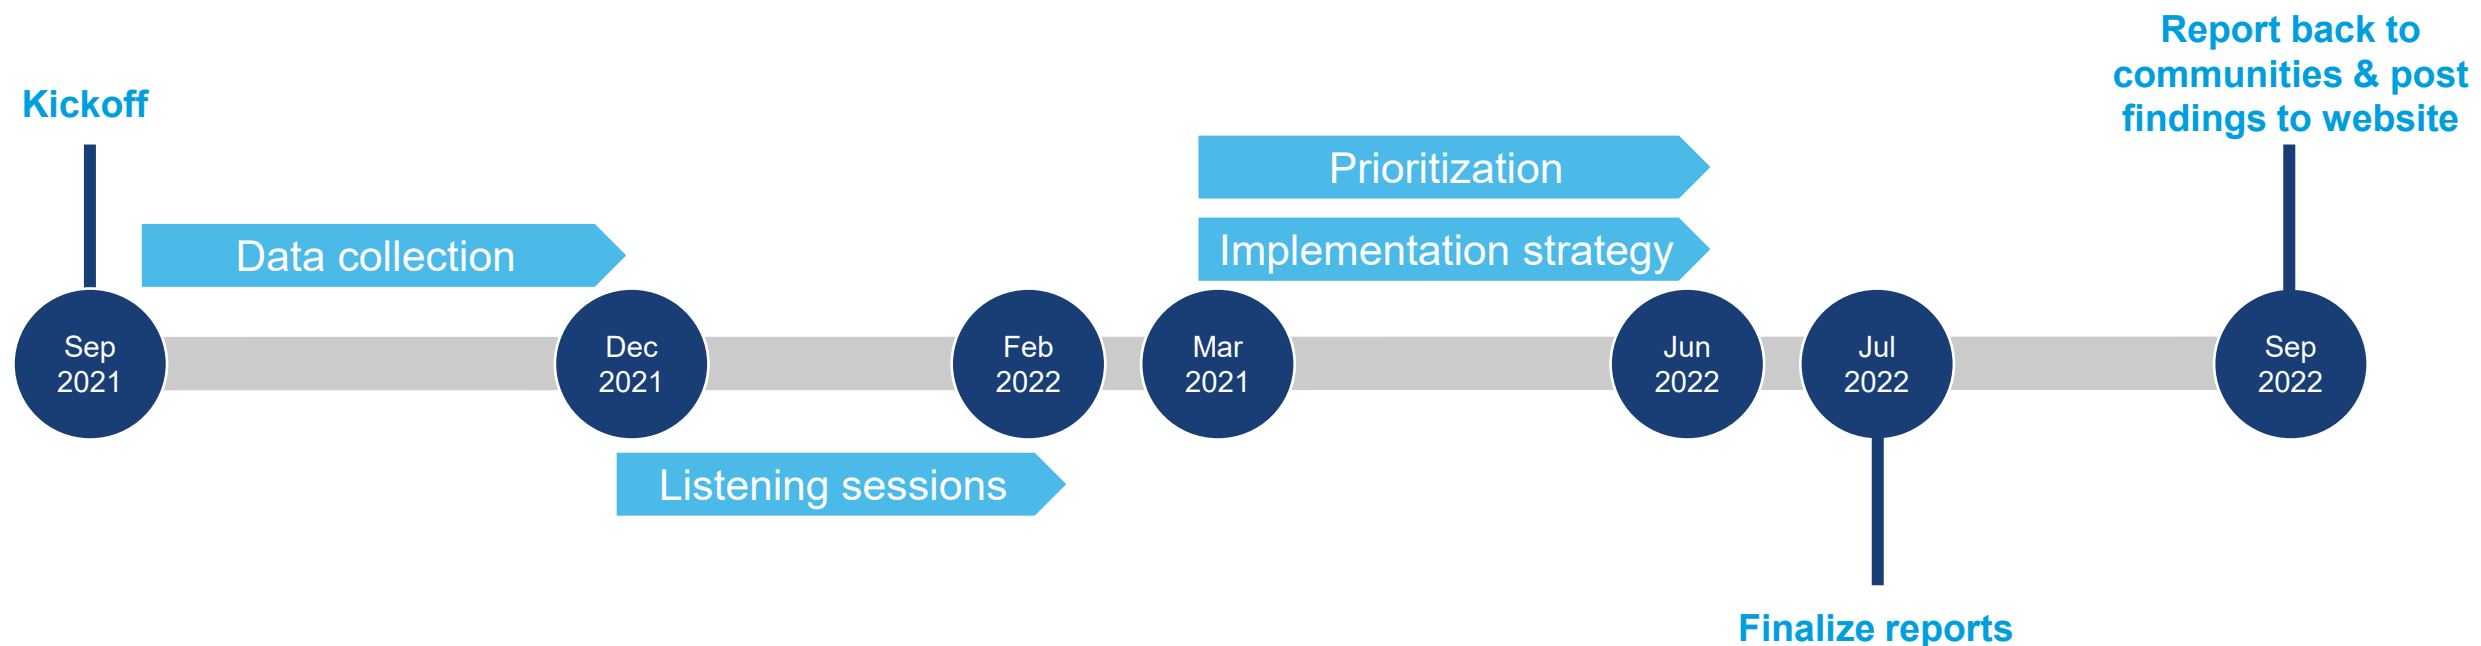 Report back to
communities & post
findings to website
Kickoff
Prioritization
Data collection
Implementation strategy
Sep
2021
Dec
2021
Feb
2022
Mar
2021
Jun
2022
Jul
2022
Sep
2022
Listening sessions
Finalize reports